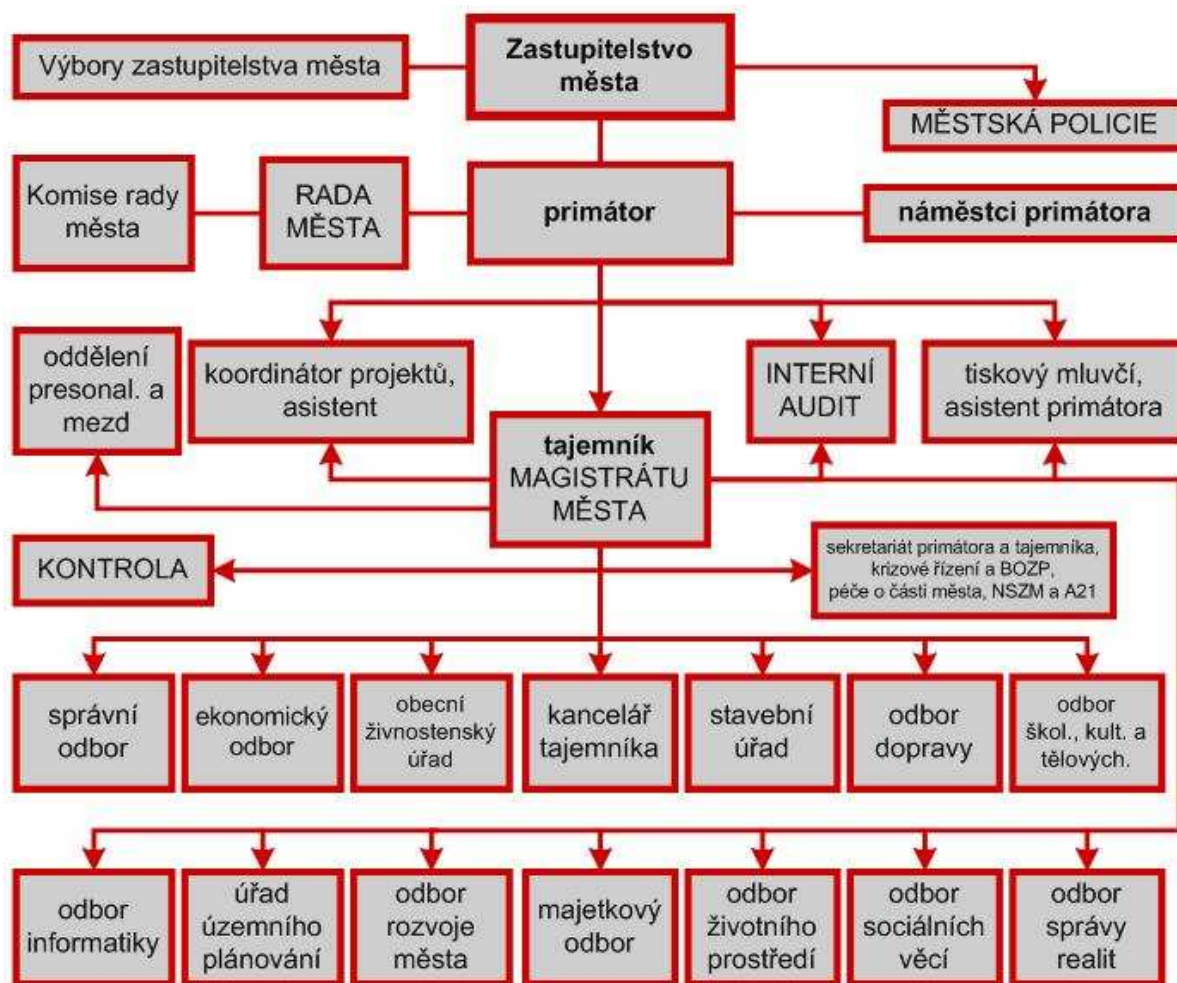 Výbory zastupitelstva města
Zastupitelstvo
města
MĚSTSKÁ POLICIE
Komise rady
města
RADA
MĚSTA
primátor
náměstci primátora
oddělení
presonal. a
mezd
koordinátor projektů,
asistent
INTERNÍ
AUDIT
tiskový mluvčí,
asistent primátora
tajemník
MAGISTRÁTU
MĚSTA
KONTROLA
sekretariát primátora a tajemníka,
krizové řízení a BOZP,
péče o části města, NSZM a A21
správní
odbor
ekonomický
odbor
obecní
živnostenský
úřad
kancelář
tajemníka
stavební
úřad
odbor
dopravy
odbor
škol., kult. a
tělových.
odbor
informatiky
úřad
územního
plánování
odbor
rozvoje
města
majetkový
odbor
odbor
životního
prostředí
odbor
sociálních
věcí
odbor
správy
realit